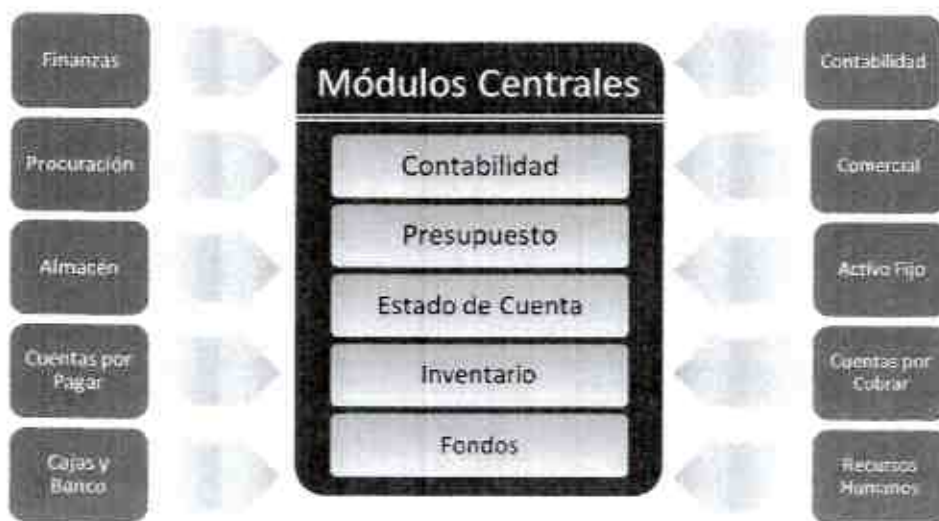 Finanzas
Procuración
Almacén
Cuentas por
Pagar
Cajas y
Banco
Módulos Centrales
Contabilidad
Presupuesto
Estado de Cuenta
Inventario
Fondos
Contabilidad
Comercial
Activo Fijo
Cuentas por
Cobrar
Recursos
Humanos